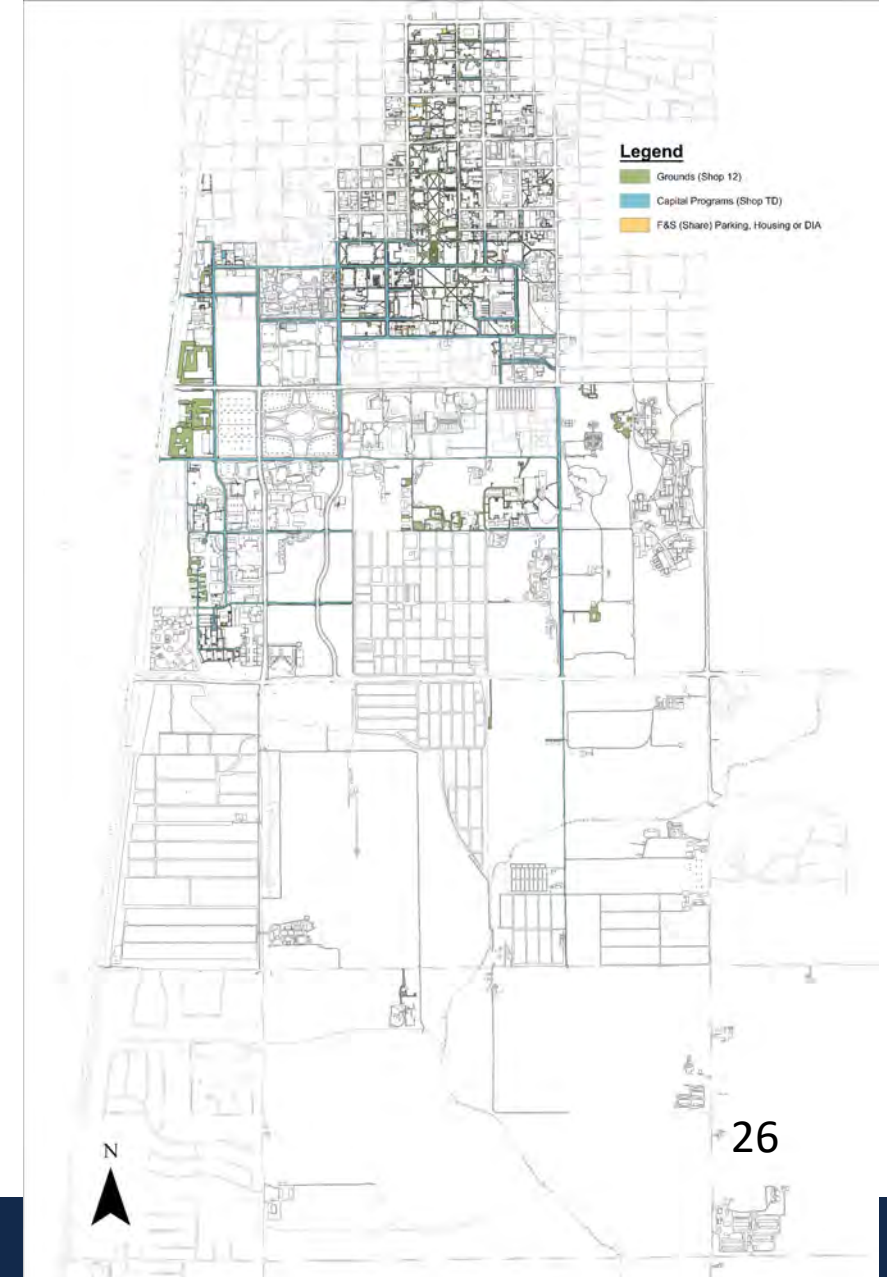 Legend
Grounds (Shop 12)
Capital Programs (Shop TD)
F&S (Share) Parking, Housing or DIA
26
N